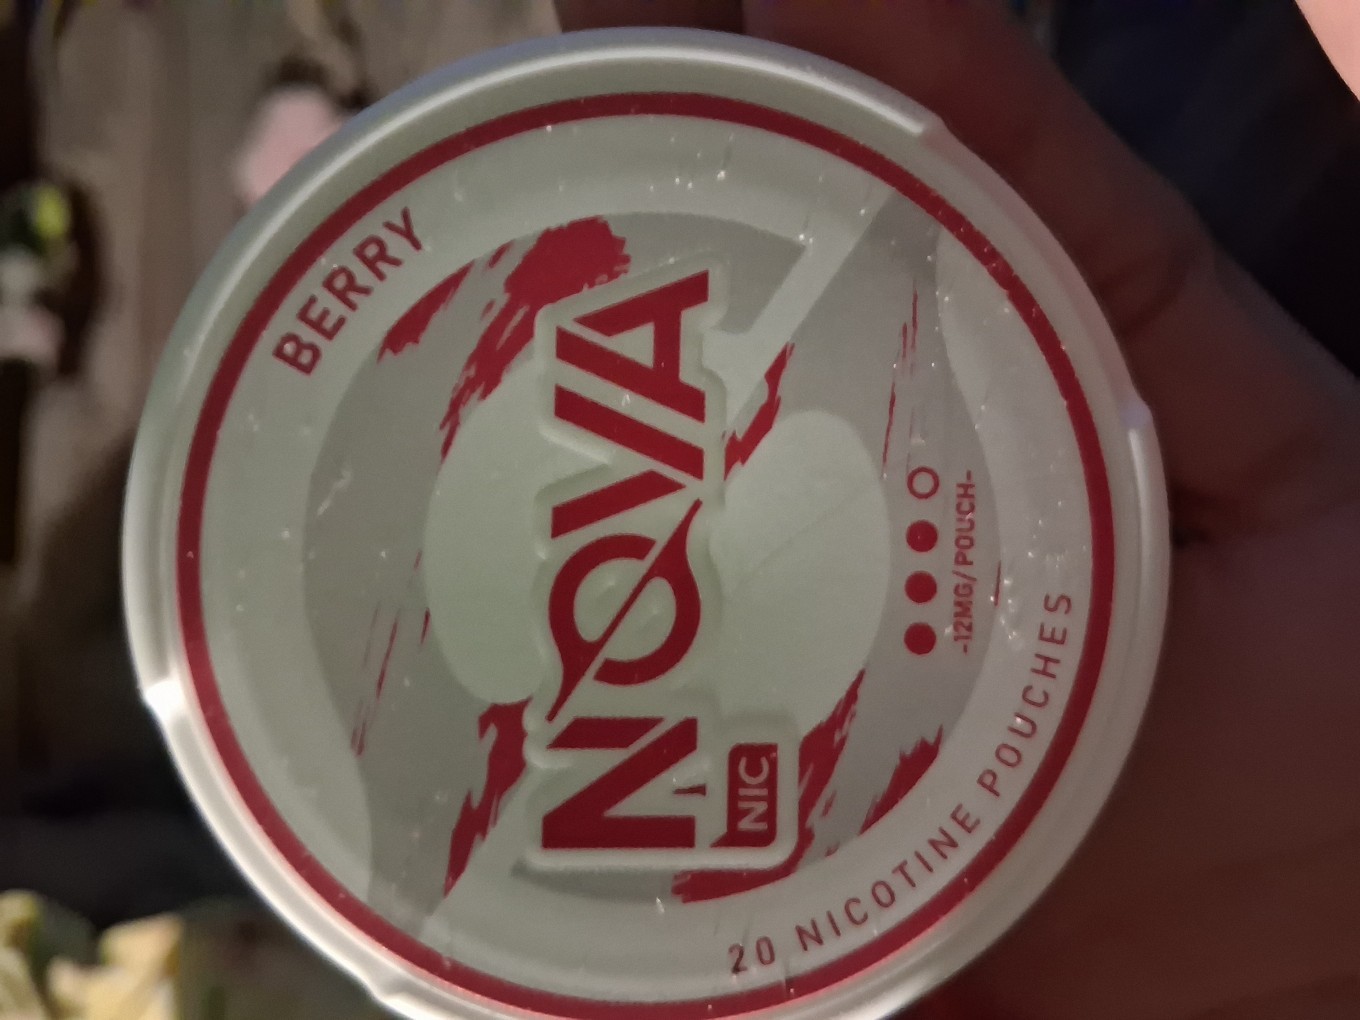 BERRY
NOVA
NIC
-12MG/POUCH-
20 NICOTINE POUCHES